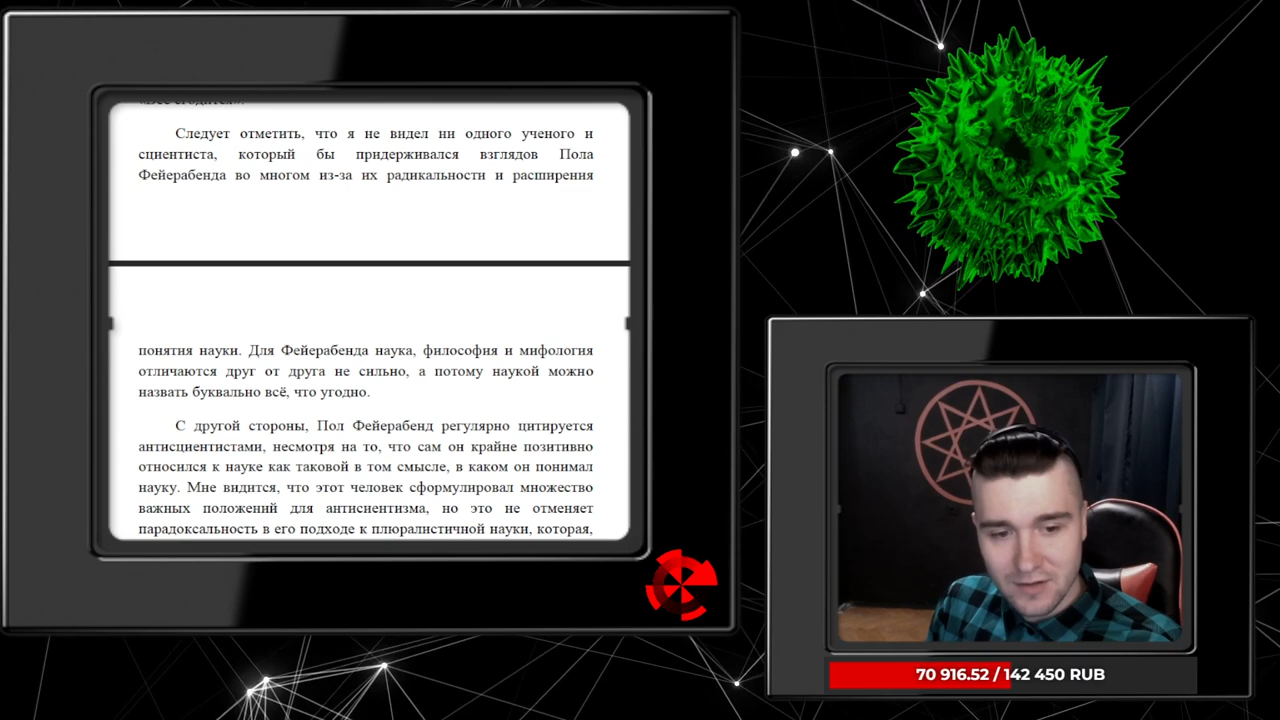 Следует отметить, что я не видел ни одного ученого и
сциентиста, который бы придерживался взглядов Пола
Фейерабенда во многом из-за их радикальности и расширения
понятия науки. Для Фейерабенда наука, философия и мифология
отличаются друг от друга не сильно, а потому наукой можно
назвать буквально всё, что угодно.
С другой стороны, Пол Фейерабенд регулярно цитируется
антисциентистами, несмотря на то, что сам он крайне позитивно
относился к науке как таковой в том смысле, в каком он понимал
науку. Мне видится, что этот человек сформулировал множество
важных положений для антисиентизма, но это не отменяет
парадоксальность в его подходе к плюралистичной науки, которая,
70 916.52 / 142 450 RUB